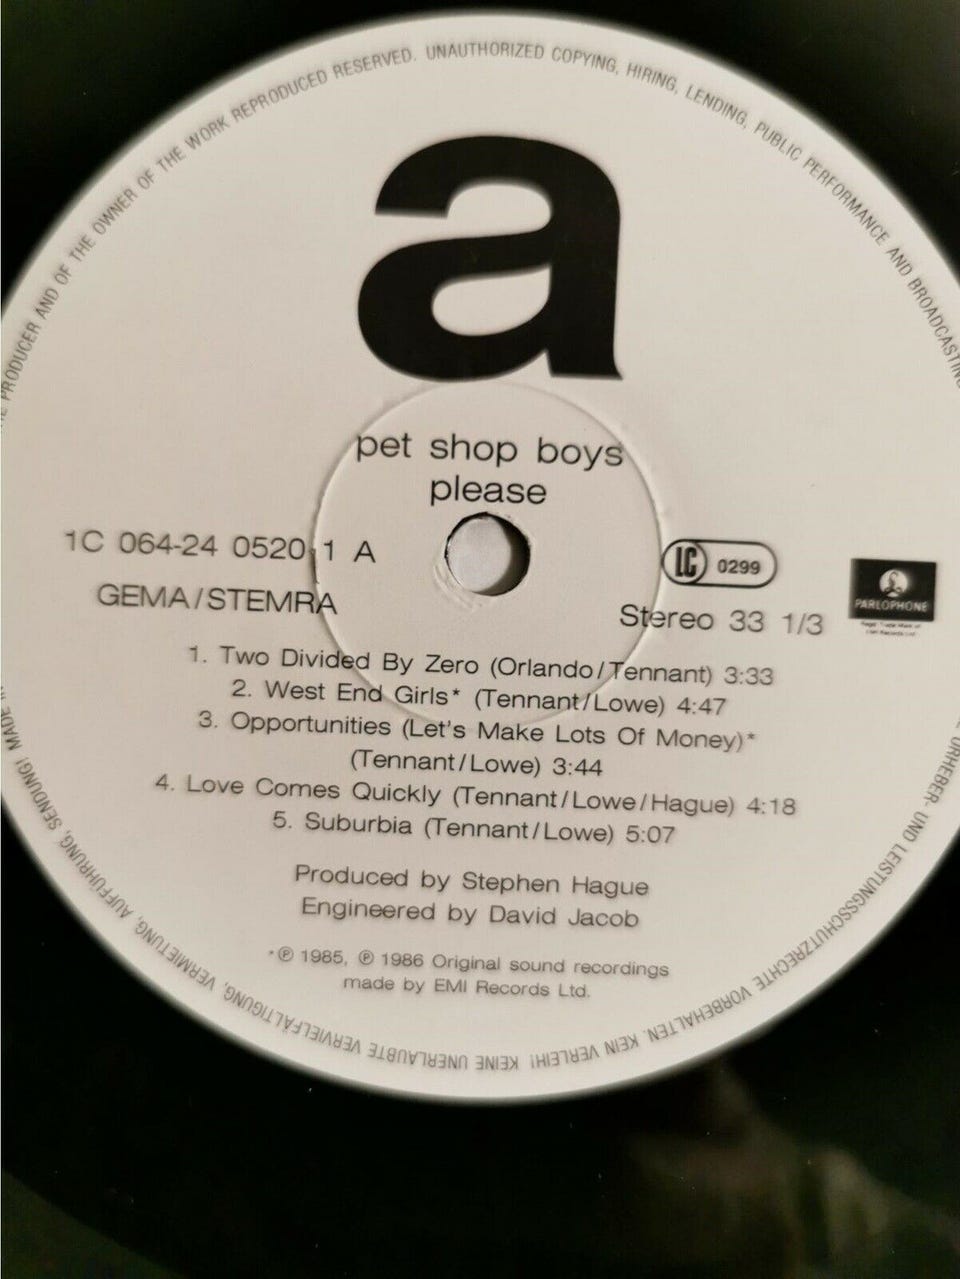 PRODUCER AND OF THE OWNER OF THE WORK REPRODUCED RESERVED. UNAUTHORIZED COPYING, HIRING, LENDING, PUBLIC PERFORMANCE AND BROADCASTING
a
pet shop boys
please
1C 064-24 0520 1 A
LC 0299
GEMA/STEMRA
Stereo 33 1/3
PARLOPHONE
1. Two Divided By Zero (Orlando/Tennant) 3:33
2. West End Girls* (Tennant/Lowe) 4:47
3. Opportunities (Let's Make Lots Of Money)*
(Tennant/Lowe) 3:44
4. Love Comes Quickly (Tennant/Lowe/Hague) 4:18
5. Suburbia (Tennant/Lowe) 5:07
Produced by Stephen Hague
Engineered by David Jacob
*℗ 1985, ℗ 1986 Original sound recordings
made by EMI Records Ltd.
URHEBER- UND LEISTUNGSSCHUTZRECHTE VORBEHALTEN. KEIN VERLEIH! KEINE UNERLAUBTE VERVIELFÄLTIGUNG, VERMIETUNG, AUFFÜHRUNG, SENDUNG! MADE